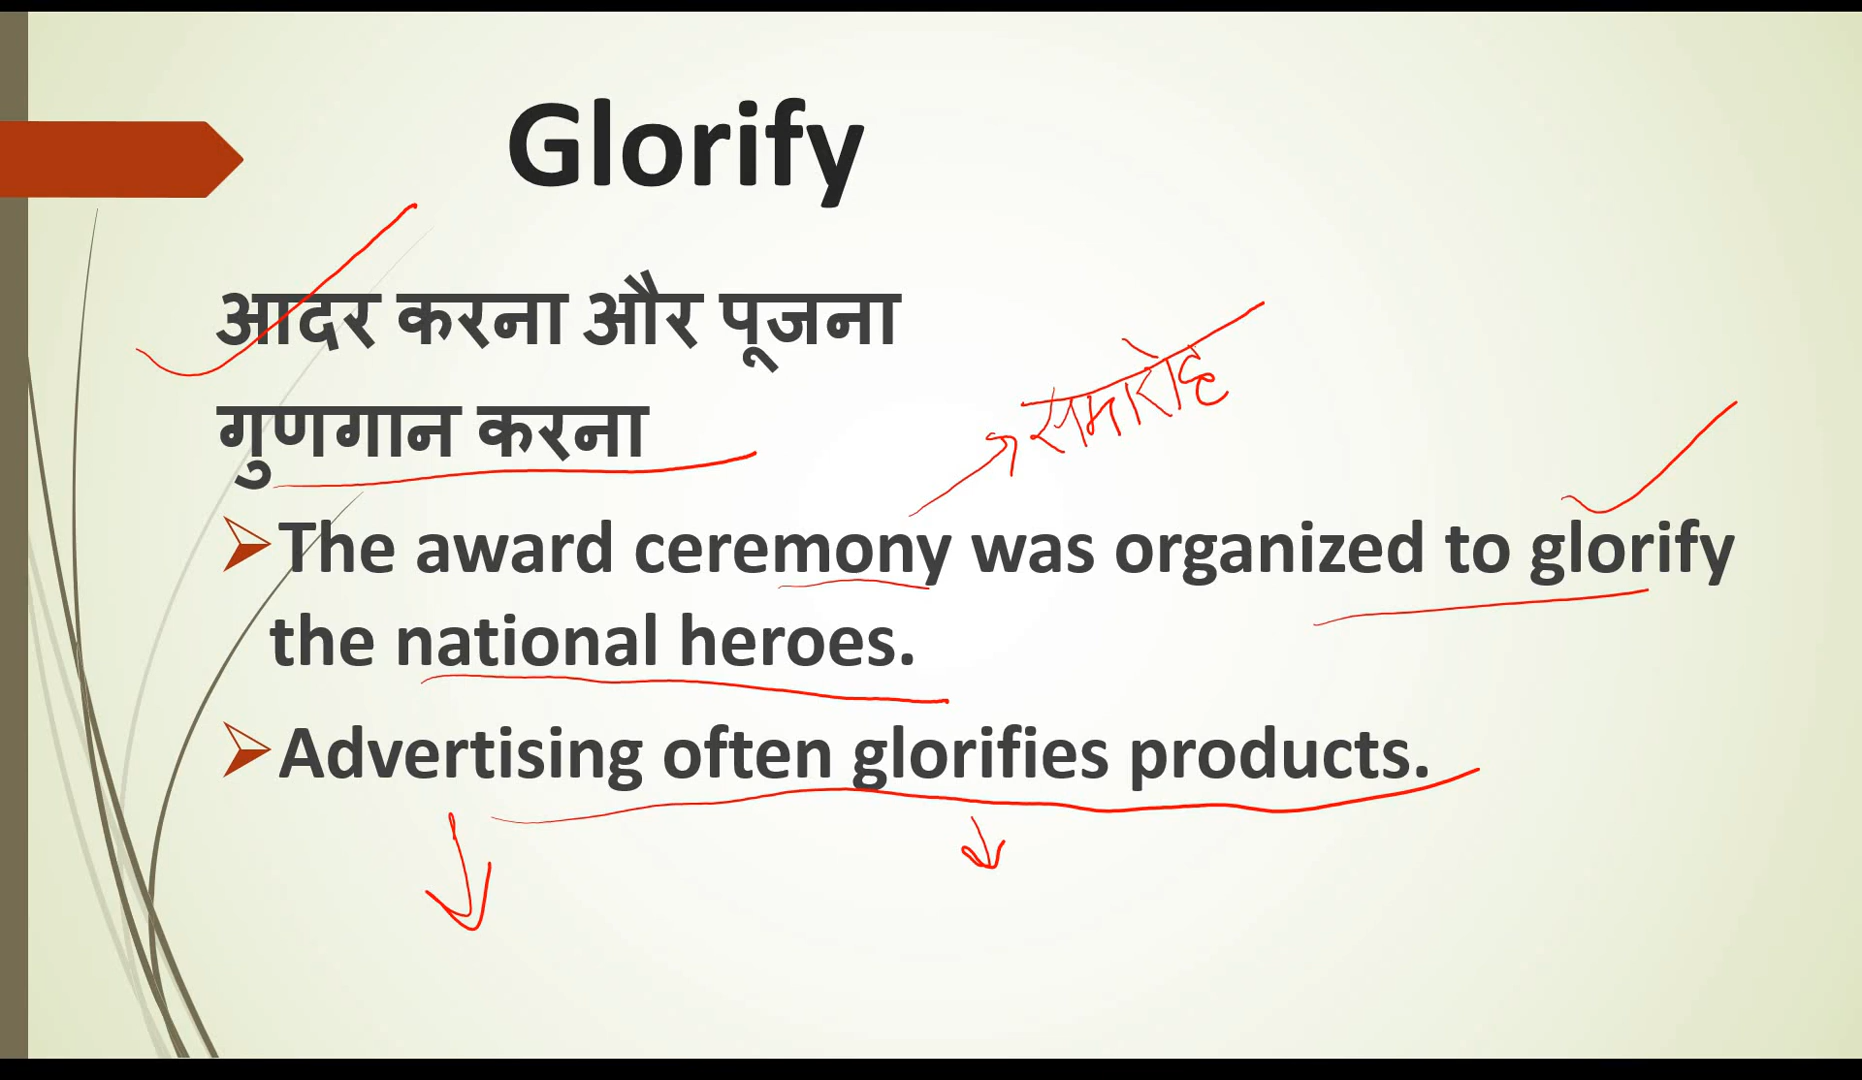 Glorify
आदर करना और पूजना
गुणगान करना
समारोह
The award ceremony was organized to glorify
the national heroes.
Advertising often glorifies products.